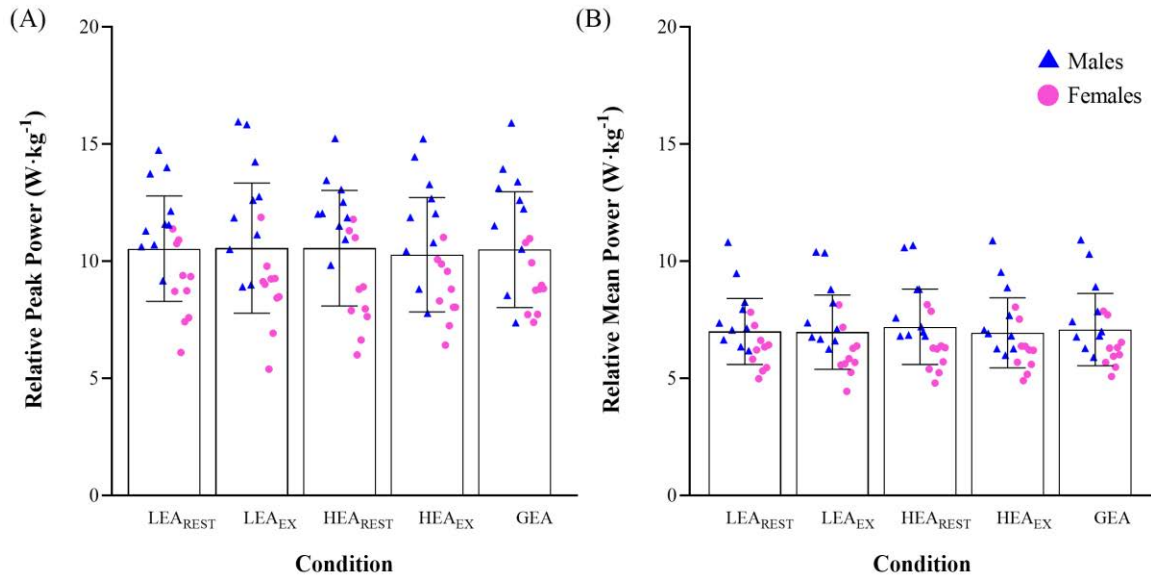 (A)
Relative Peak Power (W·kg⁻¹)
20
15
10
5
0
LEA_REST LEA_EX HEA_REST HEA_EX GEA
Condition
(B)
Relative Mean Power (W·kg⁻¹)
20
15
10
5
0
Males
Females
LEA_REST LEA_EX HEA_REST HEA_EX GEA
Condition